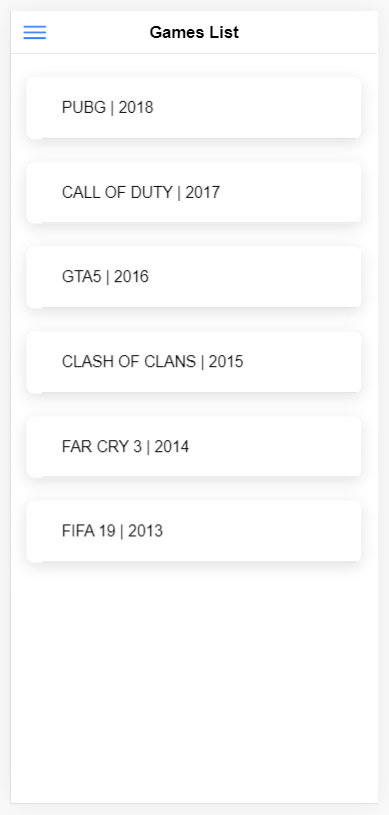 Games List
PUBG | 2018
CALL OF DUTY | 2017
GTA5 | 2016
CLASH OF CLANS | 2015
FAR CRY 3 | 2014
FIFA 19 | 2013